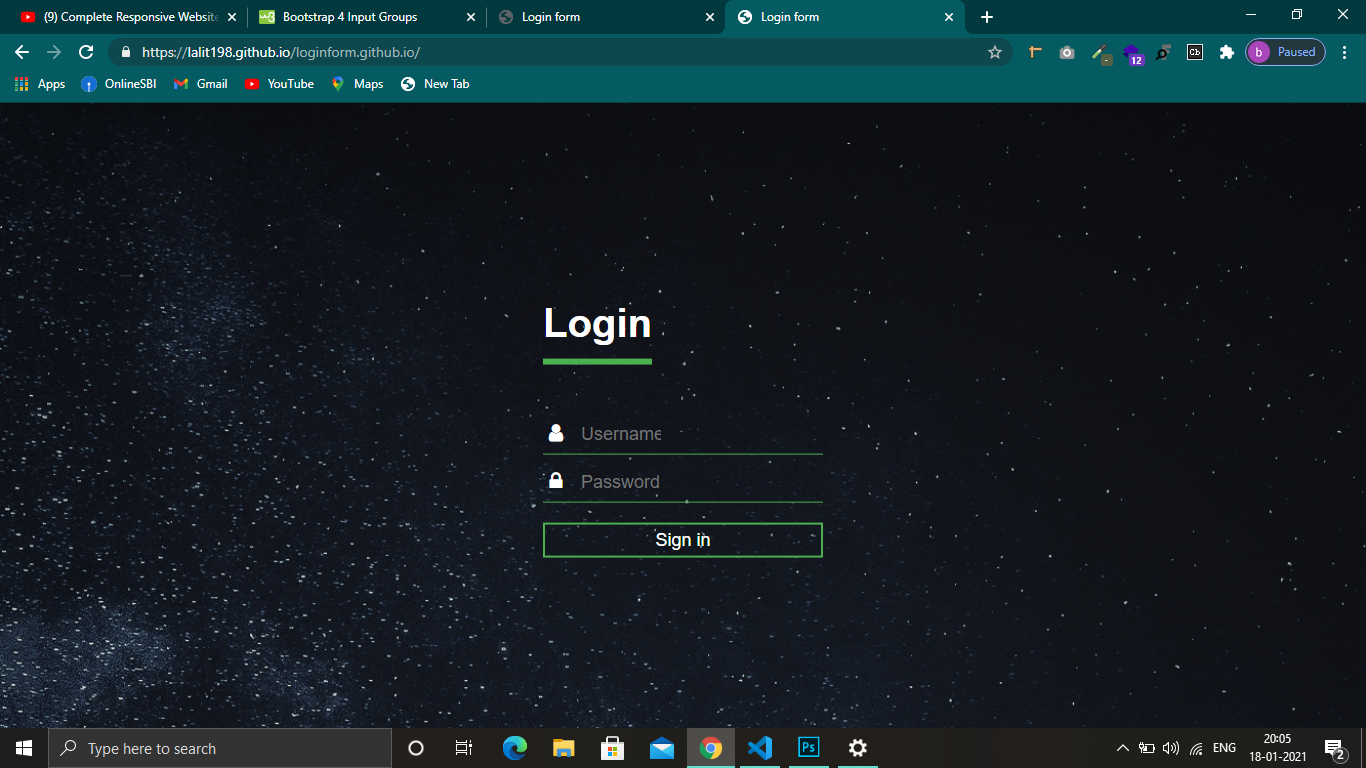 (9) Complete Responsive Website
Bootstrap 4 Input Groups
Login form
Login form
https://lalit198.github.io/loginform.github.io/
12
b Paused
Apps
OnlineSBI
Gmail
YouTube
Maps
New Tab
Login
Username
Password
Sign in
Type here to search
Ps
ENG
20:05
18-01-2021
2